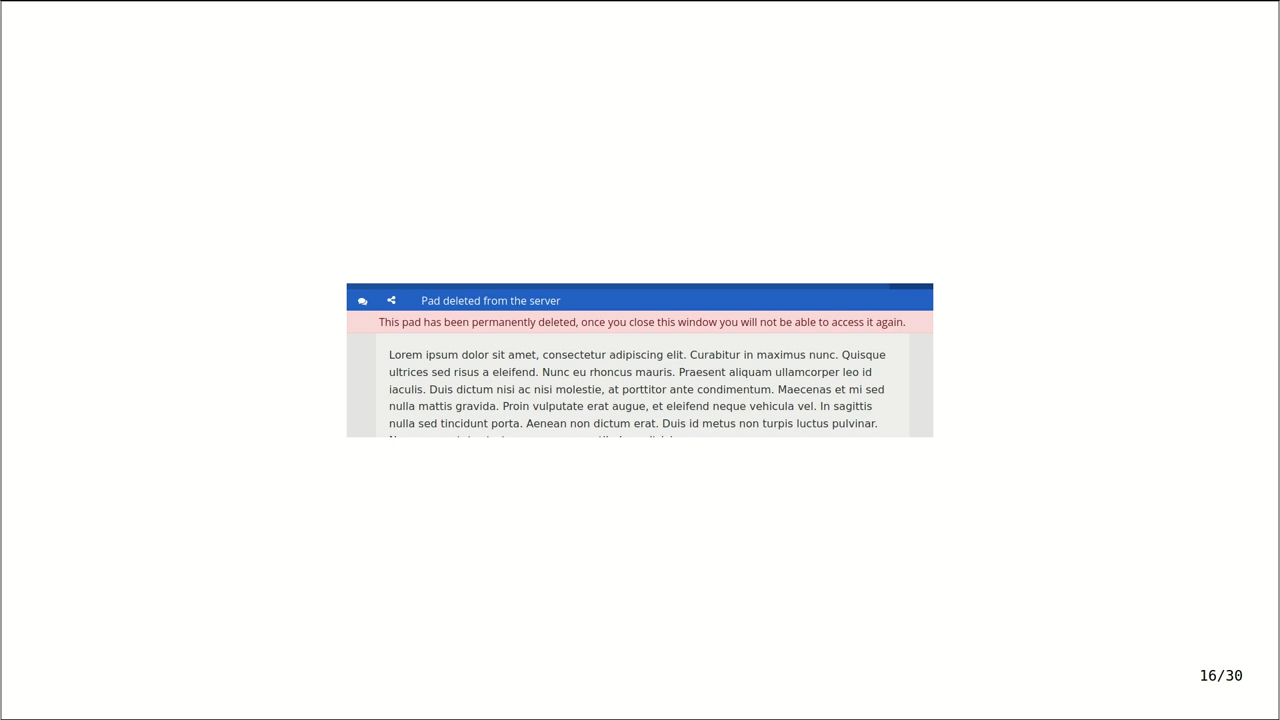 Pad deleted from the server
This pad has been permanently deleted, once you close this window you will not be able to access it again.
Lorem ipsum dolor sit amet, consectetur adipiscing elit. Curabitur in maximus nunc. Quisque
ultrices sed risus a eleifend. Nunc eu rhoncus mauris. Praesent aliquam ullamcorper leo id
iaculis. Duis dictum nisi ac nisi molestie, at porttitor ante condimentum. Maecenas et mi sed
nulla mattis gravida. Proin vulputate erat augue, et eleifend neque vehicula vel. In sagittis
nulla sed tincidunt porta. Aenean non dictum erat. Duis id metus non turpis luctus pulvinar.
16/30